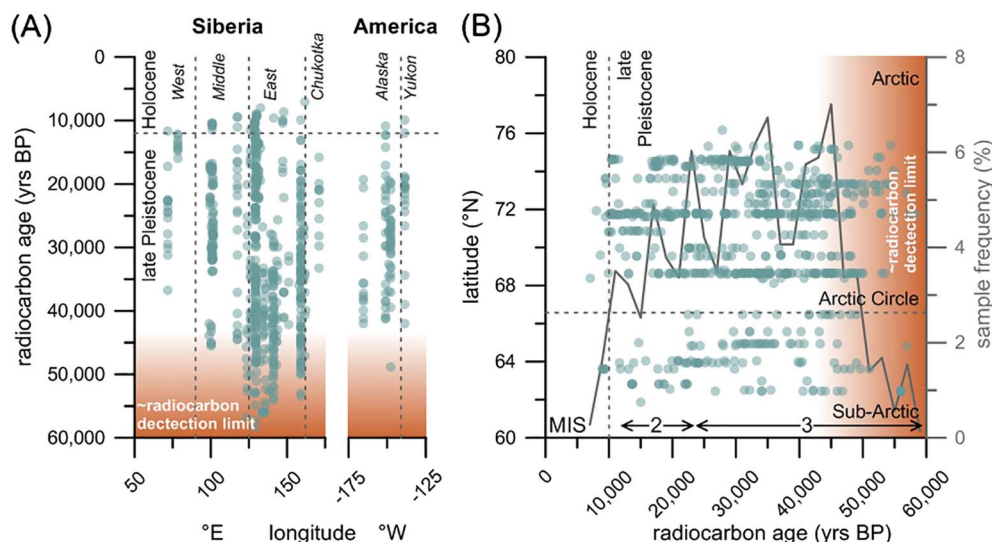 (A)
Siberia
America
West
Middle
East
Chukotka
Alaska
Yukon
Holocene
late Pleistocene
radiocarbon age (yrs BP)
0
10,000
20,000
30,000
40,000
50,000
60,000
~radiocarbon
dectection limit
50
100
150
-175
-125
°E
longitude
°W
(B)
80
76
72
68
64
60
latitude (°N)
Holocene
late
Pleistocene
Arctic
~radiocarbon
dectection limit
Arctic Circle
Sub-Arctic
MIS
2
3
8
6
4
2
0
sample frequency (%)
0
10,000
20,000
30,000
40,000
50,000
60,000
radiocarbon age (yrs BP)